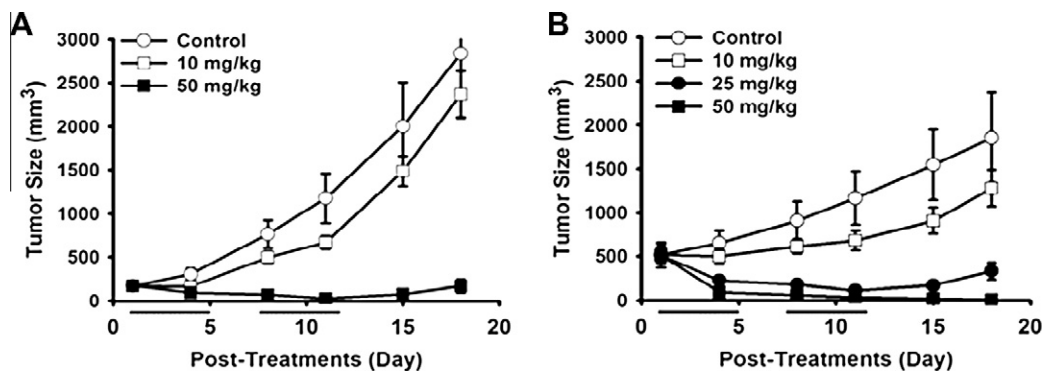 A
Tumor Size (mm³)
3000
2500
2000
1500
1000
500
0
Control
10 mg/kg
50 mg/kg
0 5 10 15 20
Post-Treatments (Day)
B
Tumor Size (mm³)
3000
2500
2000
1500
1000
500
0
Control
10 mg/kg
25 mg/kg
50 mg/kg
0 5 10 15 20
Post-Treatments (Day)